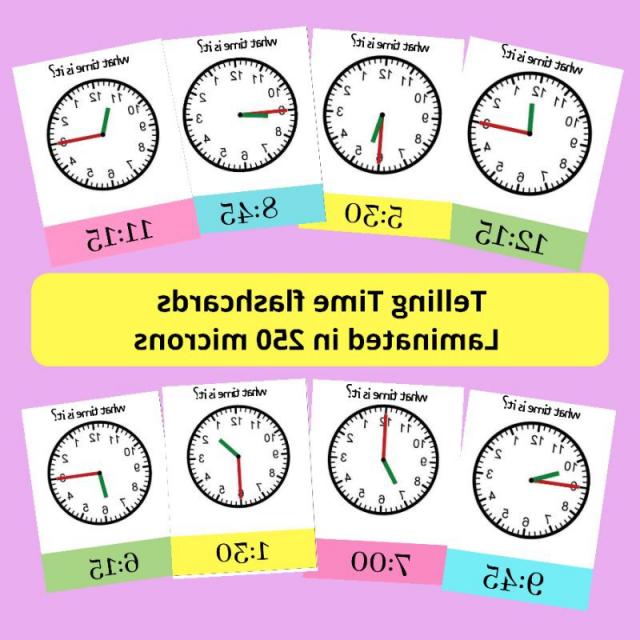 what time is it?
12:15
what time is it?
5:30
what time is it?
8:45
what time is it?
11:15
Telling Time flashcards
Laminated in 250 microns
what time is it?
9:45
what time is it?
7:00
what time is it?
1:30
what time is it?
6:15